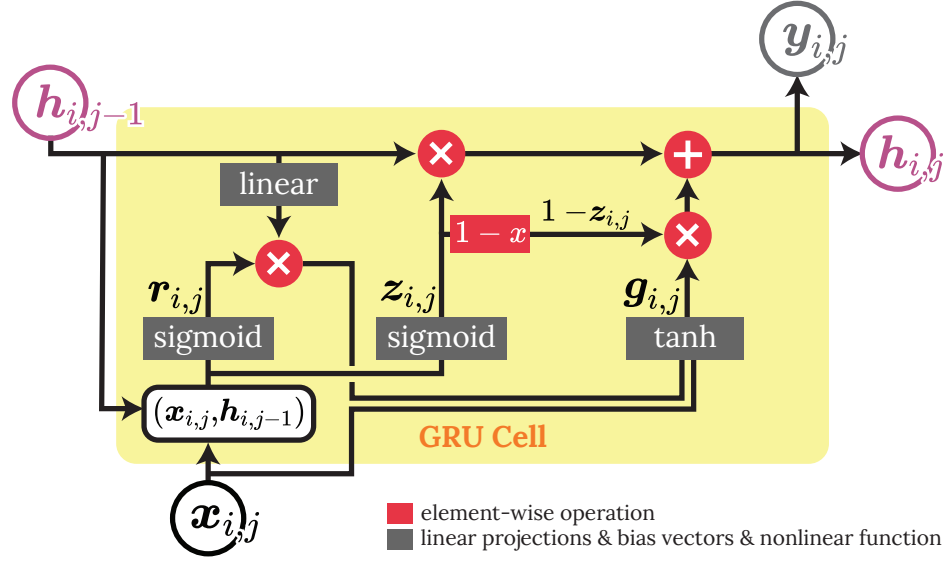 y_{i,j}
h_{i,j−1}
h_{i,j}
×
+
linear
1 − x
1 − z_{i,j}
×
×
r_{i,j}
z_{i,j}
g_{i,j}
sigmoid
sigmoid
tanh
(x_{i,j}, h_{i,j−1})
GRU Cell
x_{i,j}
element-wise operation
linear projections & bias vectors & nonlinear function